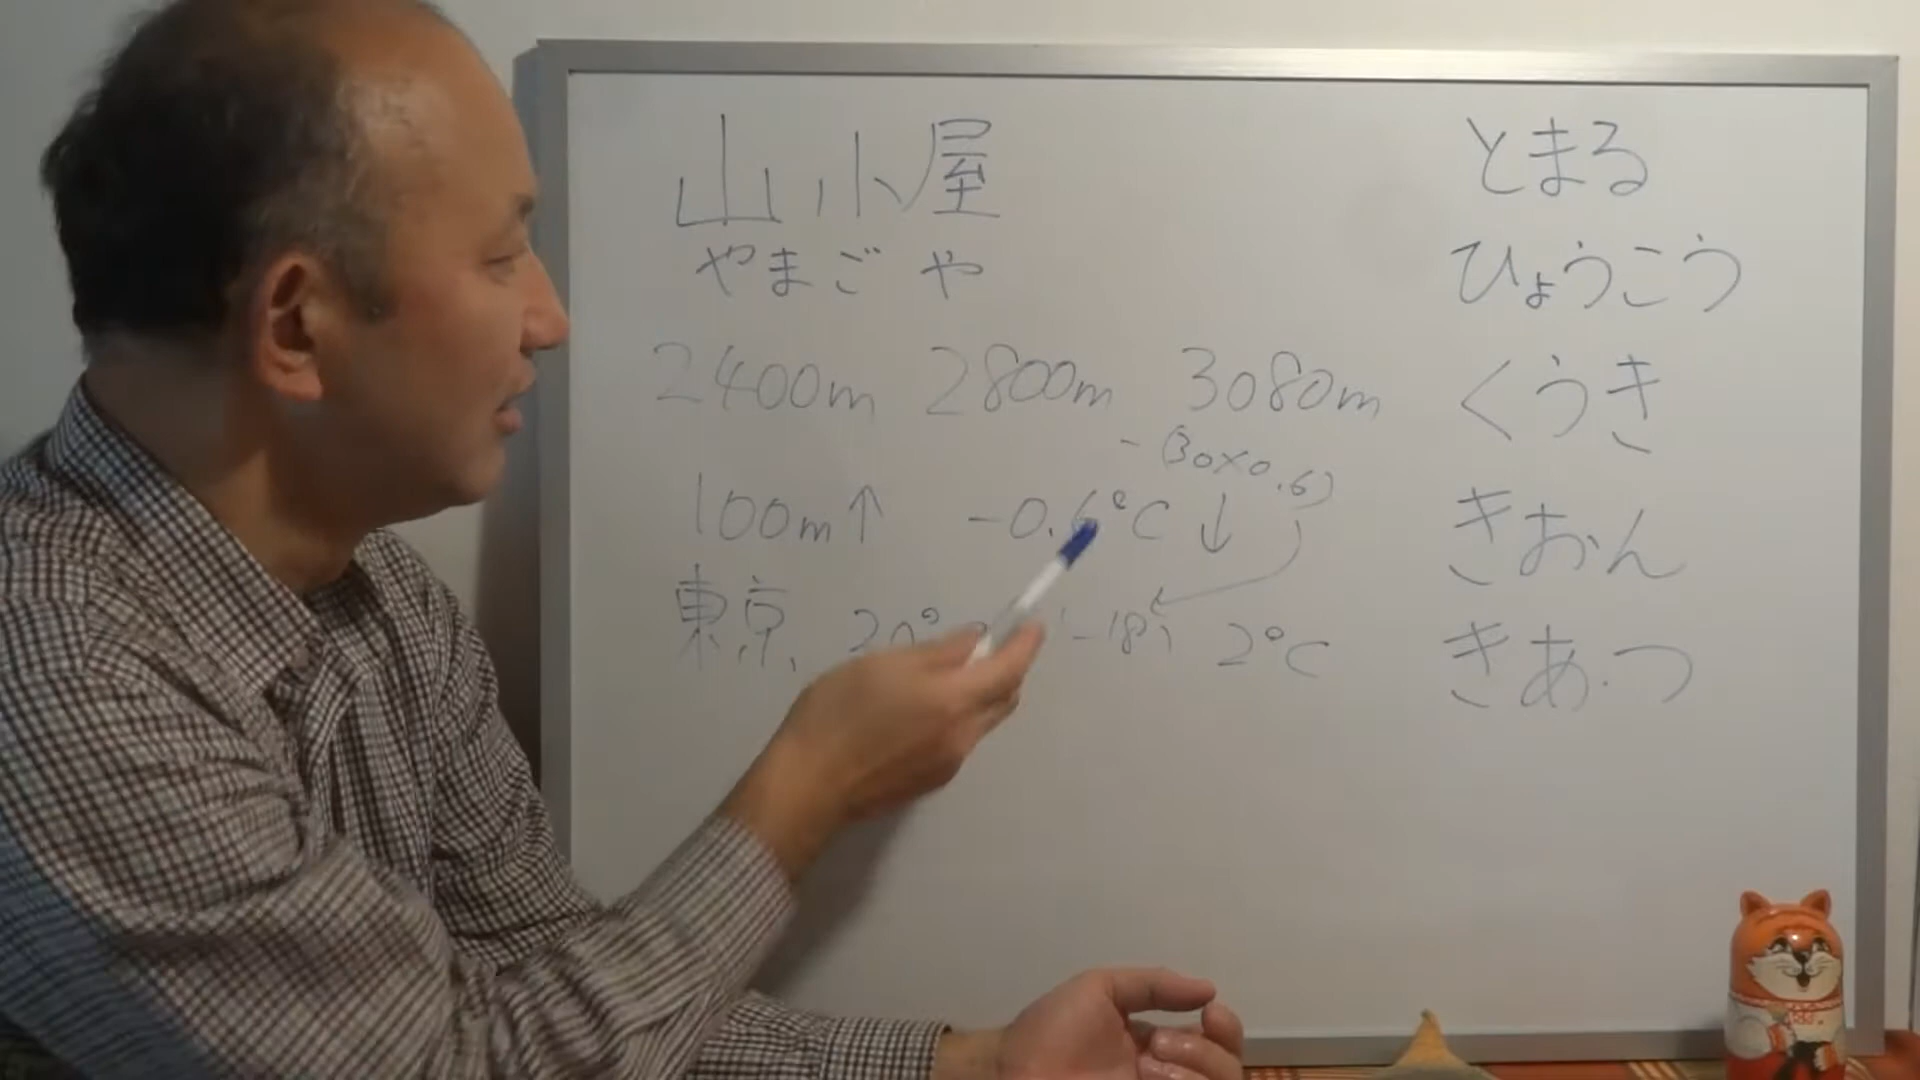 山小屋
やまごや
2400m 2800m 3080m
-(30×0.6)
100m↑ -0.6℃ ↓
東京 20° -18 2℃
とまる
ひょうこう
くうき
きおん
きあつ